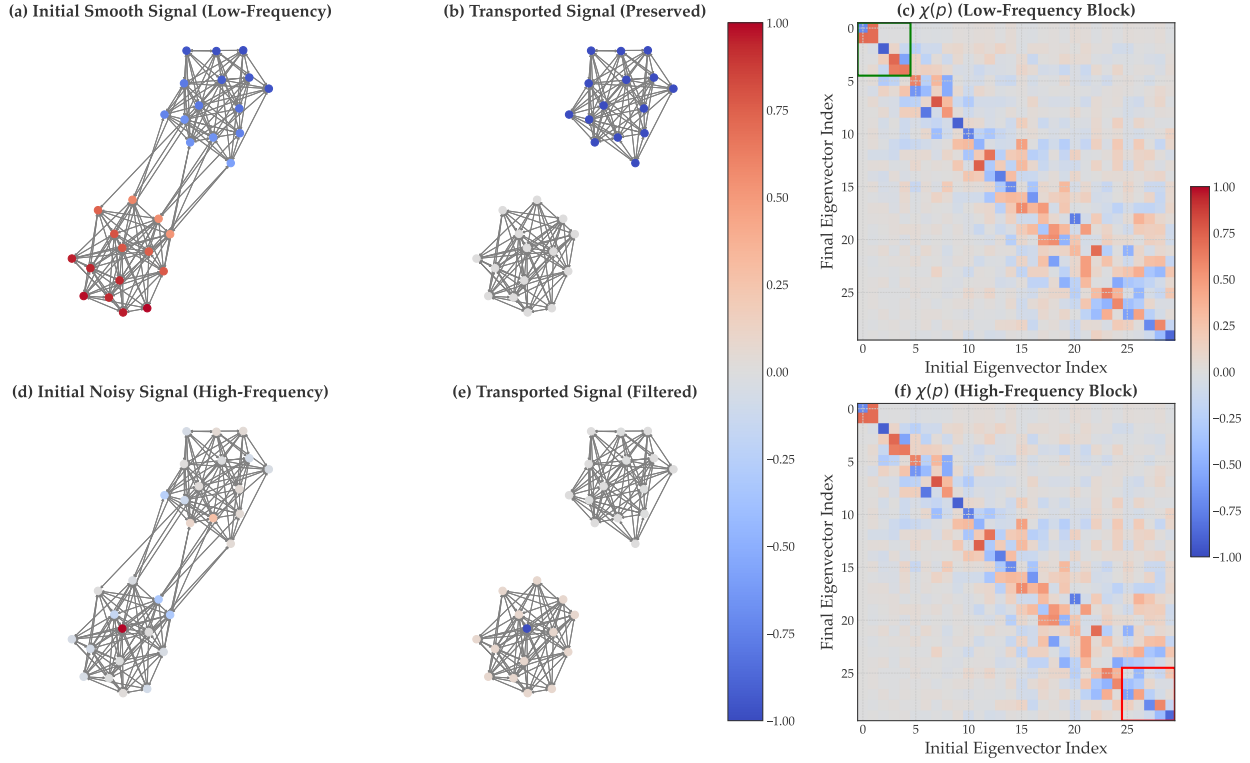 (a) Initial Smooth Signal (Low-Frequency)
(b) Transported Signal (Preserved)
(c) χ(p) (Low-Frequency Block)
1.00
0.75
0.50
0.25
0.00
−0.25
−0.50
−0.75
−1.00
Final Eigenvector Index
0
5
10
15
20
25
0 5 10 15 20 25
Initial Eigenvector Index
1.00
0.75
0.50
0.25
0.00
−0.25
−0.50
−0.75
−1.00
(d) Initial Noisy Signal (High-Frequency)
(e) Transported Signal (Filtered)
(f) χ(p) (High-Frequency Block)
Final Eigenvector Index
0
5
10
15
20
25
0 5 10 15 20 25
Initial Eigenvector Index